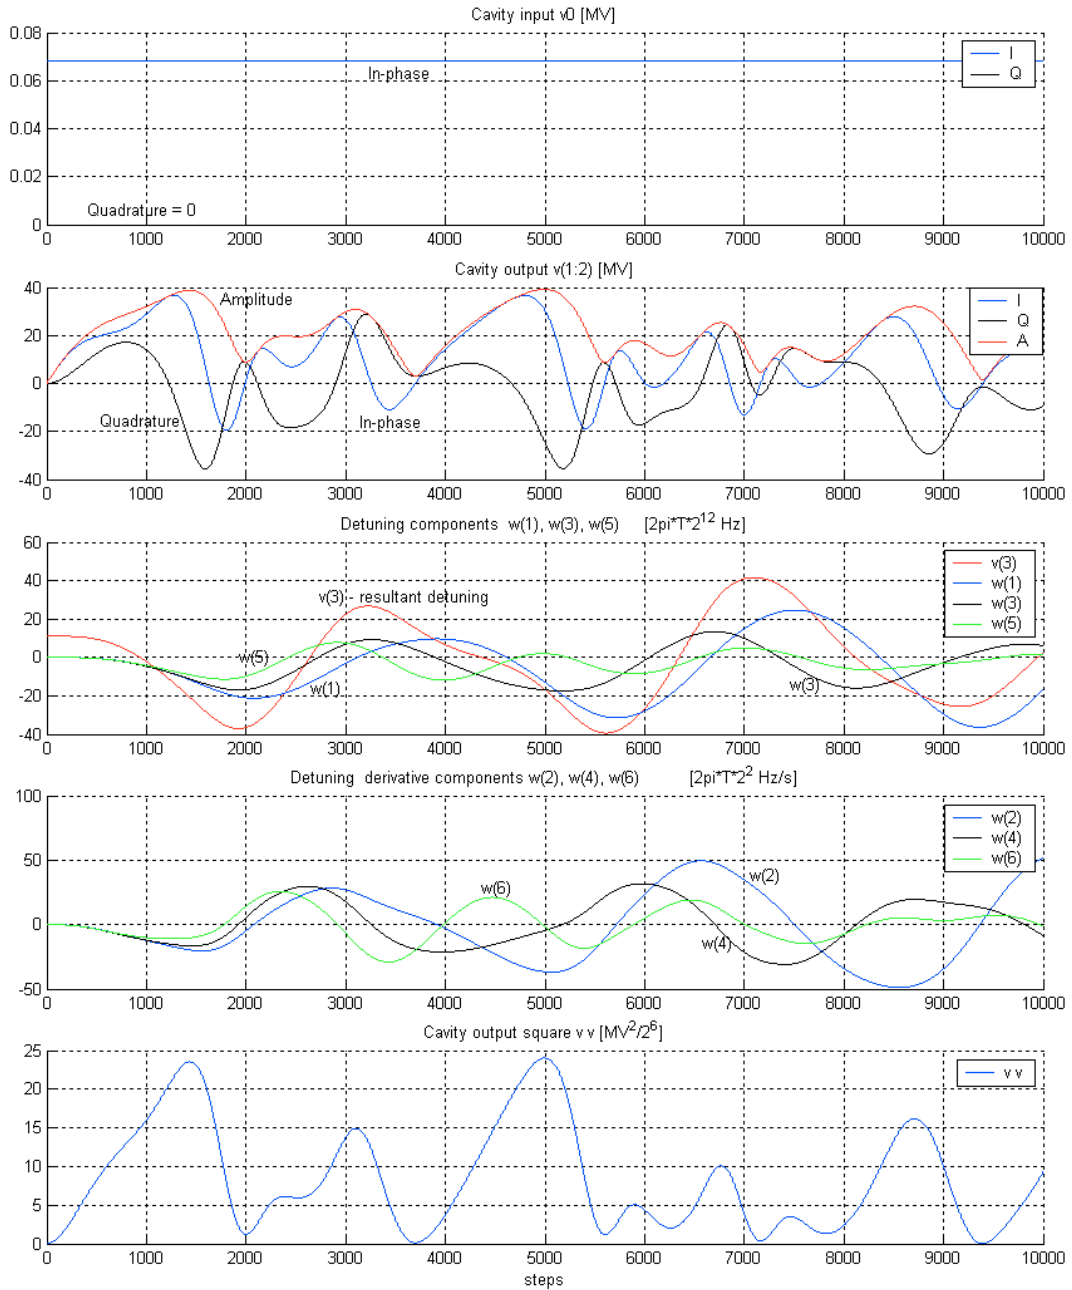 Cavity input v0 [MV]
0.08
0.06
0.04
0.02
0
In-phase
Quadrature = 0
I
Q
0 1000 2000 3000 4000 5000 6000 7000 8000 9000 10000
Cavity output v(1:2) [MV]
40
20
0
-20
-40
Amplitude
Quadrature
In-phase
I
Q
A
0 1000 2000 3000 4000 5000 6000 7000 8000 9000 10000
Detuning components w(1), w(3), w(5) [2pi*T*2^12 Hz]
60
40
20
0
-20
-40
v(3) - resultant detuning
w(5)
w(1)
w(3)
v(3)
w(1)
w(3)
w(5)
0 1000 2000 3000 4000 5000 6000 7000 8000 9000 10000
Detuning derivative components w(2), w(4), w(6) [2pi*T*2^2 Hz/s]
100
50
0
-50
w(6)
w(2)
w(4)
w(2)
w(4)
w(6)
0 1000 2000 3000 4000 5000 6000 7000 8000 9000 10000
Cavity output square v v [MV^2/2^6]
25
20
15
10
5
0
v v
0 1000 2000 3000 4000 5000 6000 7000 8000 9000 10000
steps